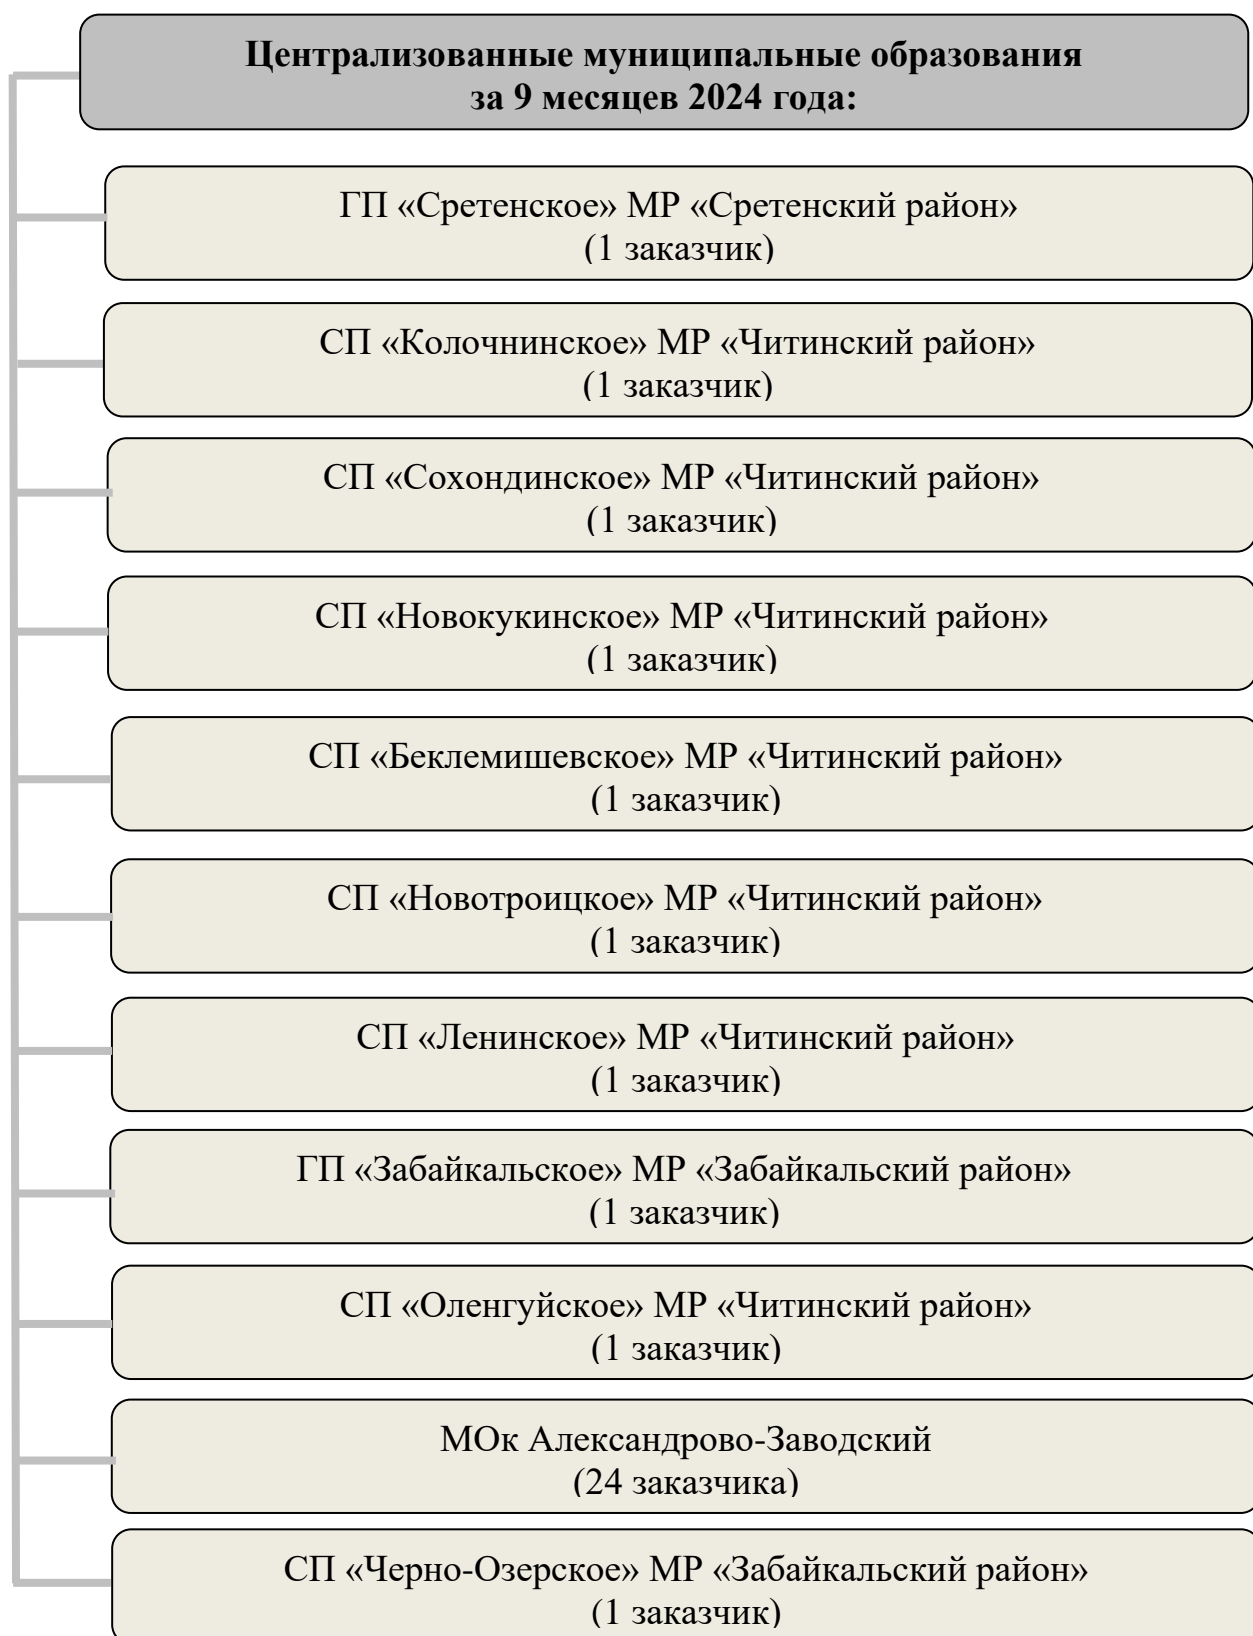 Централизованные муниципальные образования
за 9 месяцев 2024 года:
ГП «Сретенское» МР «Сретенский район»
(1 заказчик)
СП «Колочнинское» МР «Читинский район»
(1 заказчик)
СП «Сохондинское» МР «Читинский район»
(1 заказчик)
СП «Новокукинское» МР «Читинский район»
(1 заказчик)
СП «Беклемишевское» МР «Читинский район»
(1 заказчик)
СП «Новотроицкое» МР «Читинский район»
(1 заказчик)
СП «Ленинское» МР «Читинский район»
(1 заказчик)
ГП «Забайкальское» МР «Забайкальский район»
(1 заказчик)
СП «Оленгуйское» МР «Читинский район»
(1 заказчик)
МОк Александрово-Заводский
(24 заказчика)
СП «Черно-Озерское» МР «Забайкальский район»
(1 заказчик)